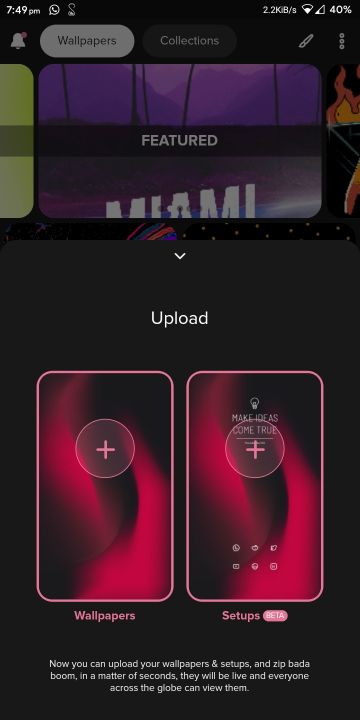 7:49 pm 2.2KiB/s 40%
Wallpapers Collections
FEATURED
MIAMI
Upload
MAKE IDEAS
COME TRUE
Wallpapers Setups BETA
Now you can upload your wallpapers & setups, and zip bada
boom, in a matter of seconds, they will be live and everyone
across the globe can view them.